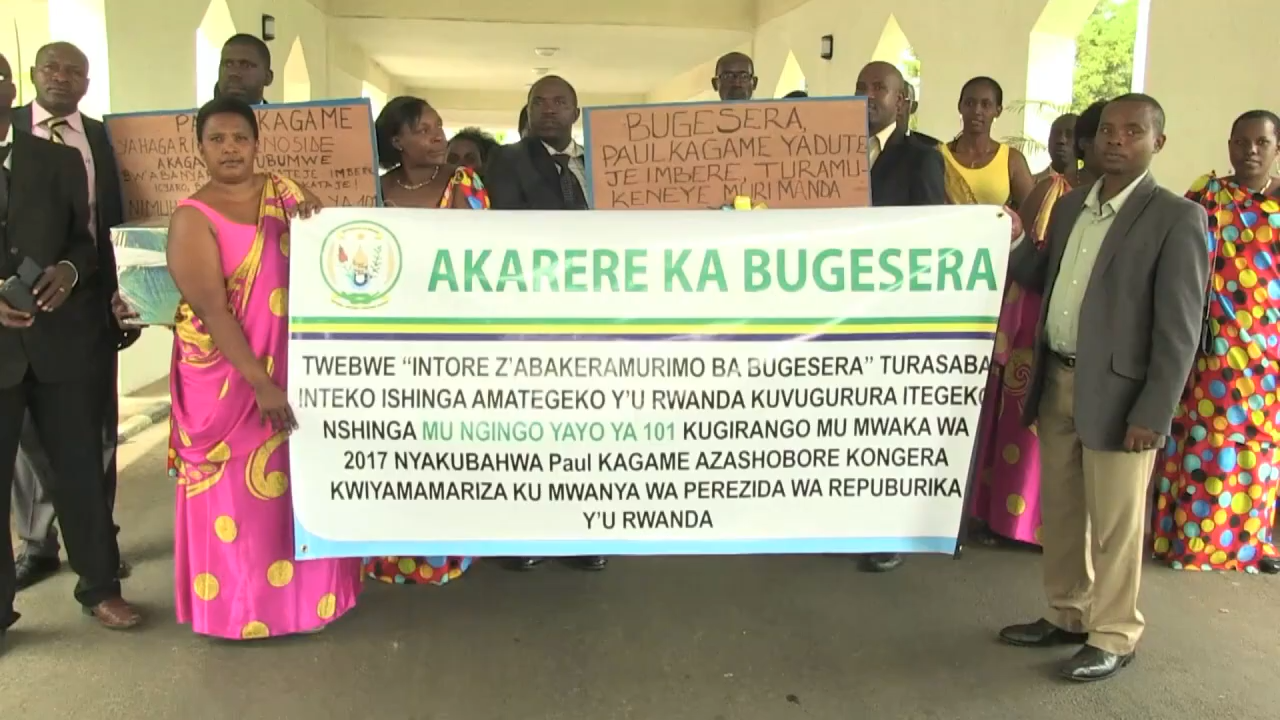 KAGAME
BUGESERA,
PAUL KAGAME YADUTE
JE IMBERE, TURAMU-
KENEYE MURI MANDA
AKARERE KA BUGESERA
TWEBWE “INTORE Z’ABAKERAMURIMO BA BUGESERA” TURASABA
INTEKO ISHINGA AMATEGEKO Y’U RWANDA KUVUGURURA ITEGEKO
NSHINGA MU NGINGO YAYO YA 101 KUGIRANGO MU MWAKA WA
2017 NYAKUBAHWA Paul KAGAME AZASHOBORE KONGERA
KWIYAMAMARIZA KU MWANYA WA PEREZIDA WA REPUBURIKA
Y’U RWANDA